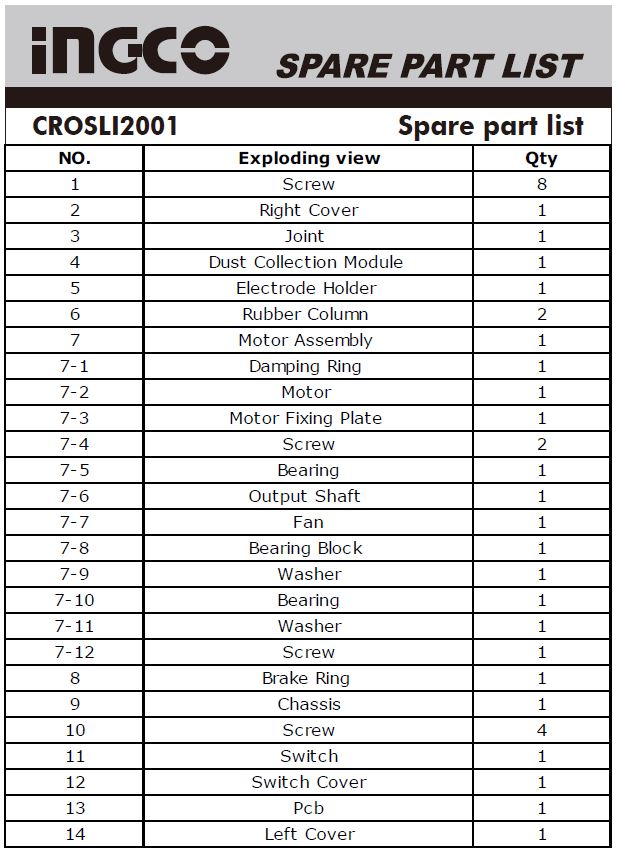 INGCO SPARE PART LIST
CROSLI2001 Spare part list
NO. Exploding view Qty
1 Screw 8
2 Right Cover 1
3 Joint 1
4 Dust Collection Module 1
5 Electrode Holder 1
6 Rubber Column 2
7 Motor Assembly 1
7-1 Damping Ring 1
7-2 Motor 1
7-3 Motor Fixing Plate 1
7-4 Screw 2
7-5 Bearing 1
7-6 Output Shaft 1
7-7 Fan 1
7-8 Bearing Block 1
7-9 Washer 1
7-10 Bearing 1
7-11 Washer 1
7-12 Screw 1
8 Brake Ring 1
9 Chassis 1
10 Screw 4
11 Switch 1
12 Switch Cover 1
13 Pcb 1
14 Left Cover 1